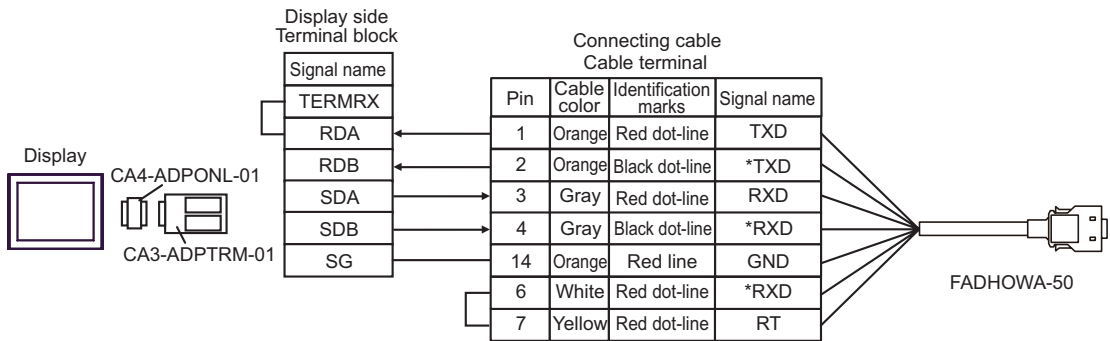 Display side
Terminal block
Signal name
TERMRX
RDA
RDB
SDA
SDB
SG
Display
CA4-ADPONL-01
CA3-ADPTRM-01
Connecting cable
Cable terminal
Pin Cable color Identification marks Signal name
1 Orange Red dot-line TXD
2 Orange Black dot-line *TXD
3 Gray Red dot-line RXD
4 Gray Black dot-line *RXD
14 Orange Red line GND
6 White Red dot-line *RXD
7 Yellow Red dot-line RT
FADHOWA-50